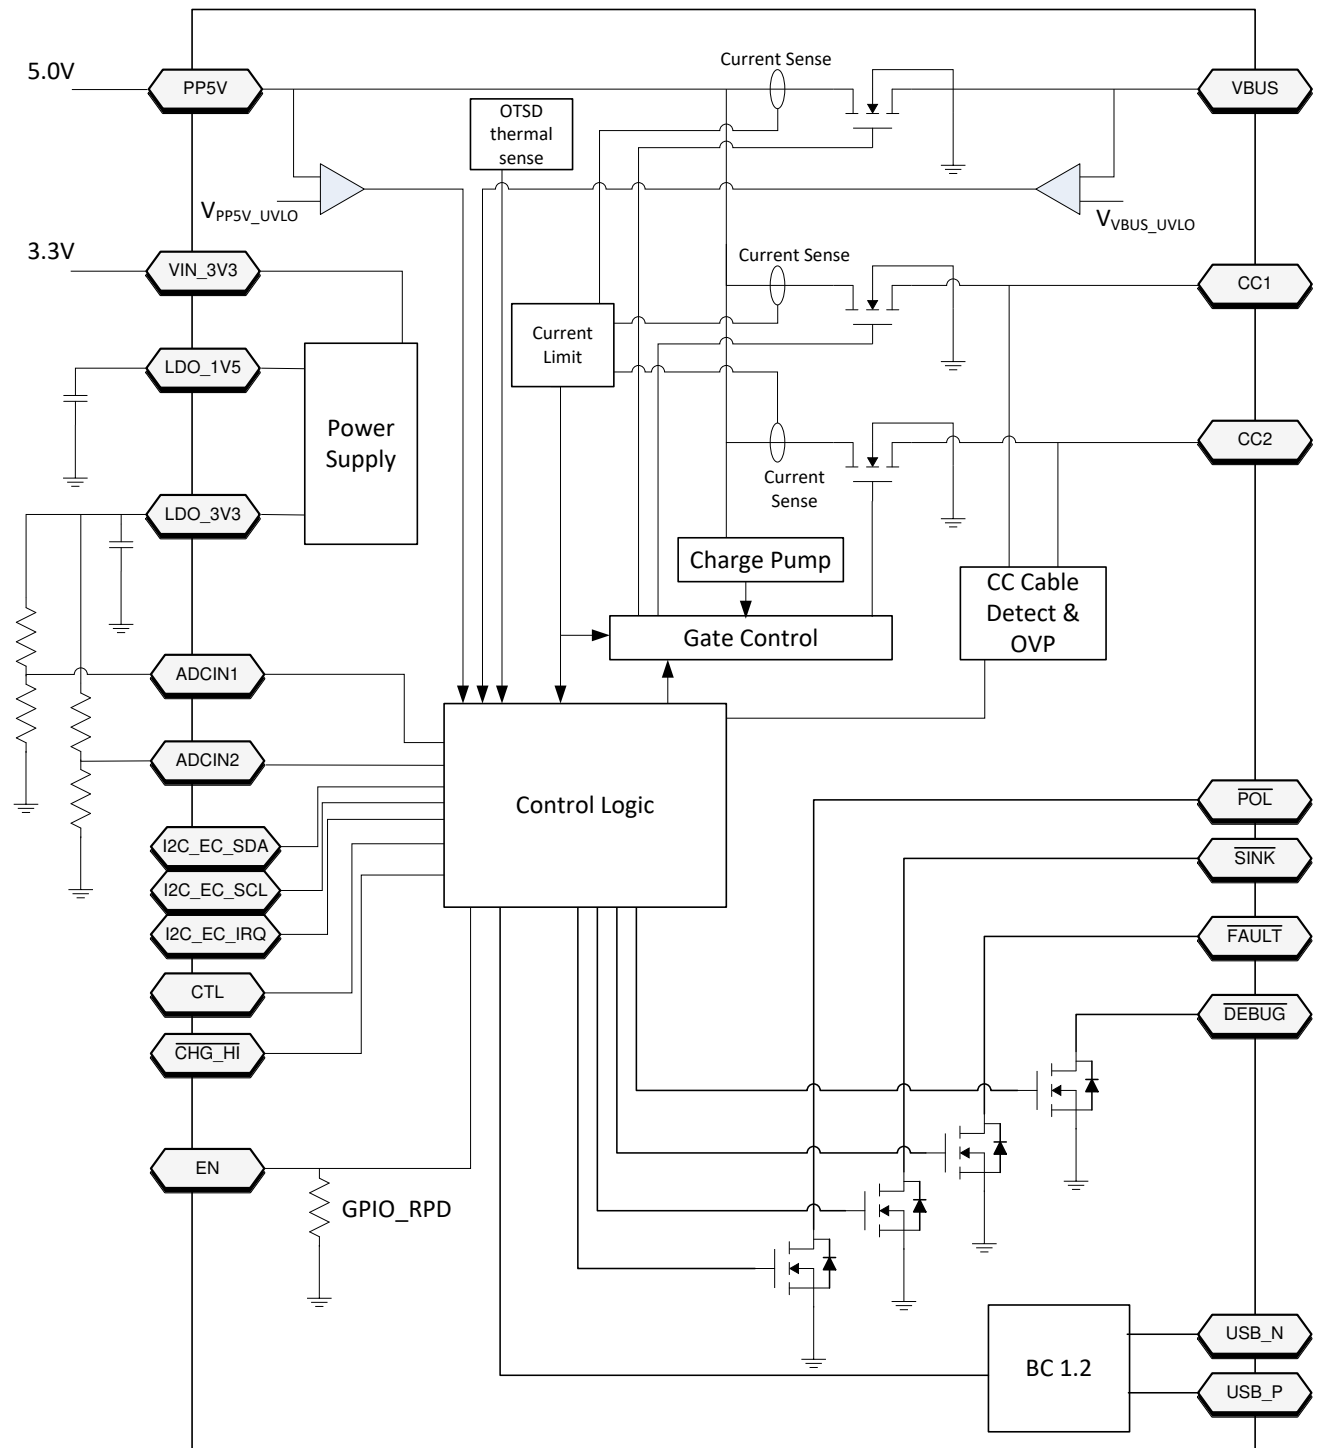 Current Sense
5.0V
PP5V
VBUS
OTSD
thermal
sense
VPP5V_UVLO
VVBUS_UVLO
3.3V
VIN_3V3
Current Sense
CC1
Current
Limit
LDO_1V5
Power
Supply
CC2
Current
Sense
LDO_3V3
Charge Pump
CC Cable
Detect &
OVP
Gate Control
ADCIN1
ADCIN2
Control Logic
POL
I2C_EC_SDA
SINK
I2C_EC_SCL
I2C_EC_IRQ
FAULT
CTL
DEBUG
CHG_HI
EN
GPIO_RPD
BC 1.2
USB_N
USB_P